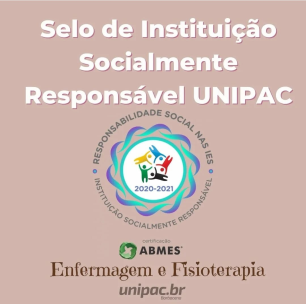 Selo de Instituição
Socialmente
Responsável UNIPAC
RESPONSABILIDADE SOCIAL NAS IES
2020-2021
INSTITUIÇÃO SOCIALMENTE RESPONSÁVEL
certificação
ABMES
Enfermagem e Fisioterapia
unipac.br